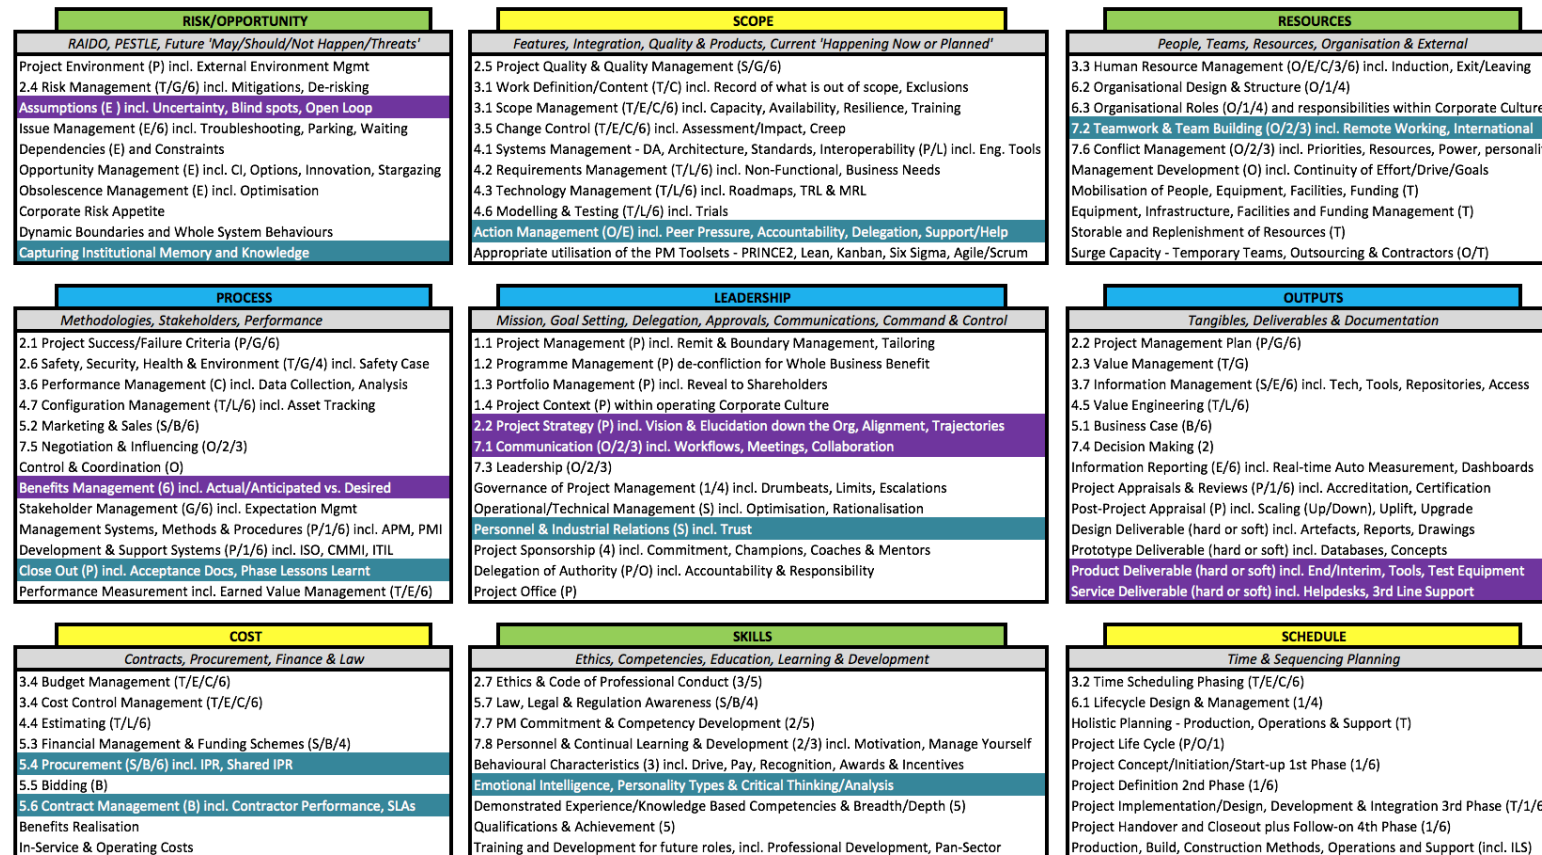 RISK/OPPORTUNITY
RAIDO, PESTLE, Future 'May/Should/Not Happen/Threats'
Project Environment (P) incl. External Environment Mgmt
2.4 Risk Management (T/G/6) incl. Mitigations, De-risking
Assumptions (E ) incl. Uncertainty, Blind spots, Open Loop
Issue Management (E/6) incl. Troubleshooting, Parking, Waiting
Dependencies (E) and Constraints
Opportunity Management (E) incl. CI, Options, Innovation, Stargazing
Obsolescence Management (E) incl. Optimisation
Corporate Risk Appetite
Dynamic Boundaries and Whole System Behaviours
Capturing Institutional Memory and Knowledge
SCOPE
Features, Integration, Quality & Products, Current 'Happening Now or Planned'
2.5 Project Quality & Quality Management (S/G/6)
3.1 Work Definition/Content (T/C) incl. Record of what is out of scope, Exclusions
3.1 Scope Management (T/E/C/6) incl. Capacity, Availability, Resilience, Training
3.5 Change Control (T/E/C/6) incl. Assessment/Impact, Creep
4.1 Systems Management - DA, Architecture, Standards, Interoperability (P/L) incl. Eng. Tools
4.2 Requirements Management (T/L/6) incl. Non-Functional, Business Needs
4.3 Technology Management (T/L/6) incl. Roadmaps, TRL & MRL
4.6 Modelling & Testing (T/L/6) incl. Trials
Action Management (O/E) incl. Peer Pressure, Accountability, Delegation, Support/Help
Appropriate utilisation of the PM Toolsets - PRINCE2, Lean, Kanban, Six Sigma, Agile/Scrum
RESOURCES
People, Teams, Resources, Organisation & External
3.3 Human Resource Management (O/E/C/3/6) incl. Induction, Exit/Leaving
6.2 Organisational Design & Structure (O/1/4)
6.3 Organisational Roles (O/1/4) and responsibilities within Corporate Culture
7.2 Teamwork & Team Building (O/2/3) incl. Remote Working, International
7.6 Conflict Management (O/2/3) incl. Priorities, Resources, Power, personali
Management Development (O) incl. Continuity of Effort/Drive/Goals
Mobilisation of People, Equipment, Facilities, Funding (T)
Equipment, Infrastructure, Facilities and Funding Management (T)
Storable and Replenishment of Resources (T)
Surge Capacity - Temporary Teams, Outsourcing & Contractors (O/T)
PROCESS
Methodologies, Stakeholders, Performance
2.1 Project Success/Failure Criteria (P/G/6)
2.6 Safety, Security, Health & Environment (T/G/4) incl. Safety Case
3.6 Performance Management (C) incl. Data Collection, Analysis
4.7 Configuration Management (T/L/6) incl. Asset Tracking
5.2 Marketing & Sales (S/B/6)
7.5 Negotiation & Influencing (O/2/3)
Control & Coordination (O)
Benefits Management (6) incl. Actual/Anticipated vs. Desired
Stakeholder Management (G/6) incl. Expectation Mgmt
Management Systems, Methods & Procedures (P/1/6) incl. APM, PMI
Development & Support Systems (P/1/6) incl. ISO, CMMI, ITIL
Close Out (P) incl. Acceptance Docs, Phase Lessons Learnt
Performance Measurement incl. Earned Value Management (T/E/6)
LEADERSHIP
Mission, Goal Setting, Delegation, Approvals, Communications, Command & Control
1.1 Project Management (P) incl. Remit & Boundary Management, Tailoring
1.2 Programme Management (P) de-confliction for Whole Business Benefit
1.3 Portfolio Management (P) incl. Reveal to Shareholders
1.4 Project Context (P) within operating Corporate Culture
2.2 Project Strategy (P) incl. Vision & Elucidation down the Org, Alignment, Trajectories
7.1 Communication (O/2/3) incl. Workflows, Meetings, Collaboration
7.3 Leadership (O/2/3)
Governance of Project Management (1/4) incl. Drumbeats, Limits, Escalations
Operational/Technical Management (S) incl. Optimisation, Rationalisation
Personnel & Industrial Relations (S) incl. Trust
Project Sponsorship (4) incl. Commitment, Champions, Coaches & Mentors
Delegation of Authority (P/O) incl. Accountability & Responsibility
Project Office (P)
OUTPUTS
Tangibles, Deliverables & Documentation
2.2 Project Management Plan (P/G/6)
2.3 Value Management (T/G)
3.7 Information Management (S/E/6) incl. Tech, Tools, Repositories, Access
4.5 Value Engineering (T/L/6)
5.1 Business Case (B/6)
7.4 Decision Making (2)
Information Reporting (E/6) incl. Real-time Auto Measurement, Dashboards
Project Appraisals & Reviews (P/1/6) incl. Accreditation, Certification
Post-Project Appraisal (P) incl. Scaling (Up/Down), Uplift, Upgrade
Design Deliverable (hard or soft) incl. Artefacts, Reports, Drawings
Prototype Deliverable (hard or soft) incl. Databases, Concepts
Product Deliverable (hard or soft) incl. End/Interim, Tools, Test Equipment
Service Deliverable (hard or soft) incl. Helpdesks, 3rd Line Support
COST
Contracts, Procurement, Finance & Law
3.4 Budget Management (T/E/C/6)
3.4 Cost Control Management (T/E/C/6)
4.4 Estimating (T/L/6)
5.3 Financial Management & Funding Schemes (S/B/4)
5.4 Procurement (S/B/6) incl. IPR, Shared IPR
5.5 Bidding (B)
5.6 Contract Management (B) incl. Contractor Performance, SLAs
Benefits Realisation
In-Service & Operating Costs
SKILLS
Ethics, Competencies, Education, Learning & Development
2.7 Ethics & Code of Professional Conduct (3/5)
5.7 Law, Legal & Regulation Awareness (S/B/4)
7.7 PM Commitment & Competency Development (2/5)
7.8 Personnel & Continual Learning & Development (2/3) incl. Motivation, Manage Yourself
Behavioural Characteristics (3) incl. Drive, Pay, Recognition, Awards & Incentives
Emotional Intelligence, Personality Types & Critical Thinking/Analysis
Demonstrated Experience/Knowledge Based Competencies & Breadth/Depth (5)
Qualifications & Achievement (5)
Training and Development for future roles, incl. Professional Development, Pan-Sector
SCHEDULE
Time & Sequencing Planning
3.2 Time Scheduling Phasing (T/E/C/6)
6.1 Lifecycle Design & Management (1/4)
Holistic Planning - Production, Operations & Support (T)
Project Life Cycle (P/O/1)
Project Concept/Initiation/Start-up 1st Phase (1/6)
Project Definition 2nd Phase (1/6)
Project Implementation/Design, Development & Integration 3rd Phase (T/1/6
Project Handover and Closeout plus Follow-on 4th Phase (1/6)
Production, Build, Construction Methods, Operations and Support (incl. ILS)